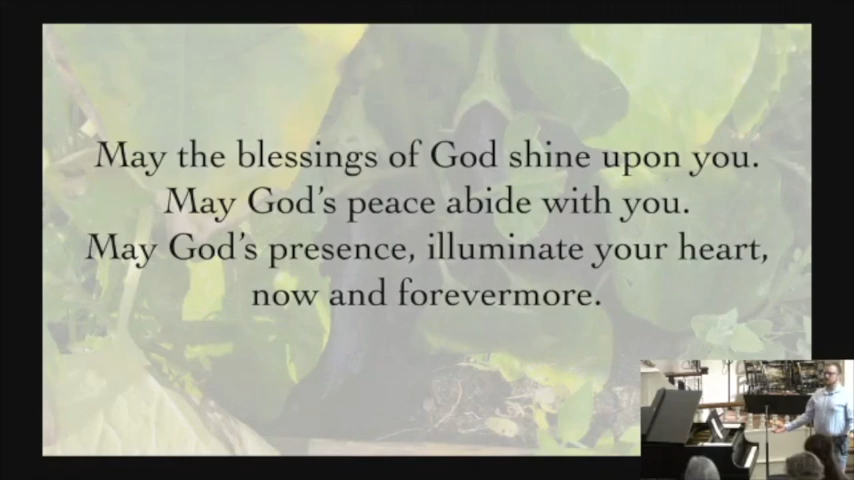 May the blessings of God shine upon you.
May God's peace abide with you.
May God's presence, illuminate your heart,
now and forevermore.